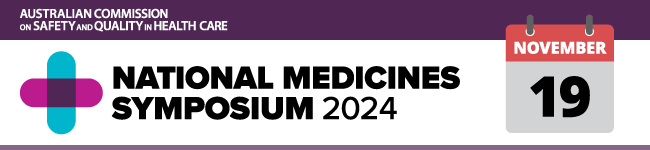 AUSTRALIAN COMMISSION
ON SAFETY AND QUALITY IN HEALTH CARE
NATIONAL MEDICINES
SYMPOSIUM 2024
NOVEMBER
19